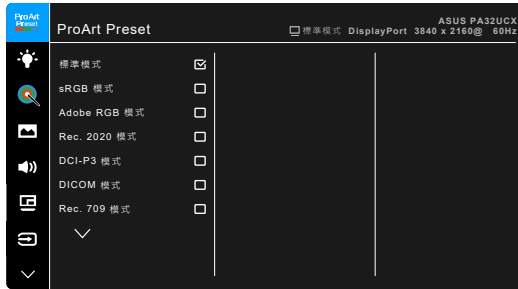 ProArt
Preset
ProArt Preset
ASUS PA32UCX
標準模式 DisplayPort 3840 x 2160@ 60Hz
標準模式
sRGB 模式
Adobe RGB 模式
Rec. 2020 模式
DCI-P3 模式
DICOM 模式
Rec. 709 模式